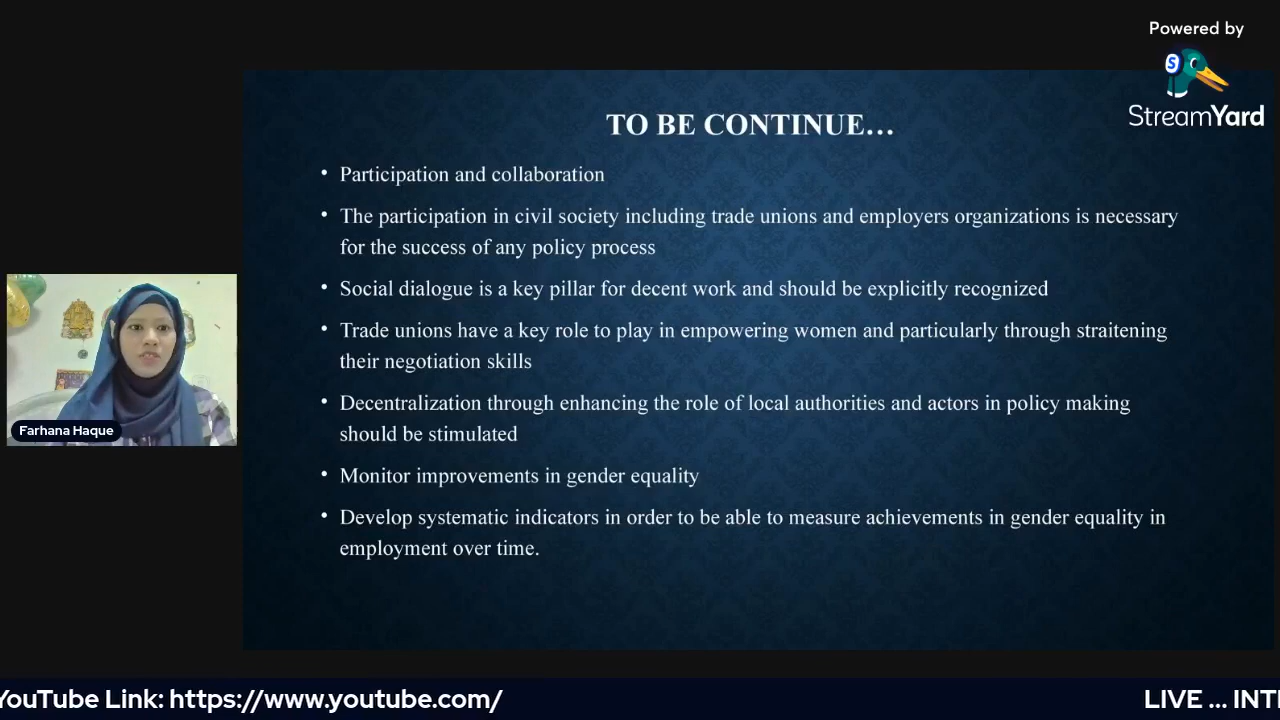 Powered by
StreamYard
TO BE CONTINUE…
• Participation and collaboration
• The participation in civil society including trade unions and employers organizations is necessary
for the success of any policy process
• Social dialogue is a key pillar for decent work and should be explicitly recognized
• Trade unions have a key role to play in empowering women and particularly through straitening
their negotiation skills
• Decentralization through enhancing the role of local authorities and actors in policy making
should be stimulated
• Monitor improvements in gender equality
• Develop systematic indicators in order to be able to measure achievements in gender equality in
employment over time.
Farhana Haque
YouTube Link: https://www.youtube.com/
LIVE ... INT